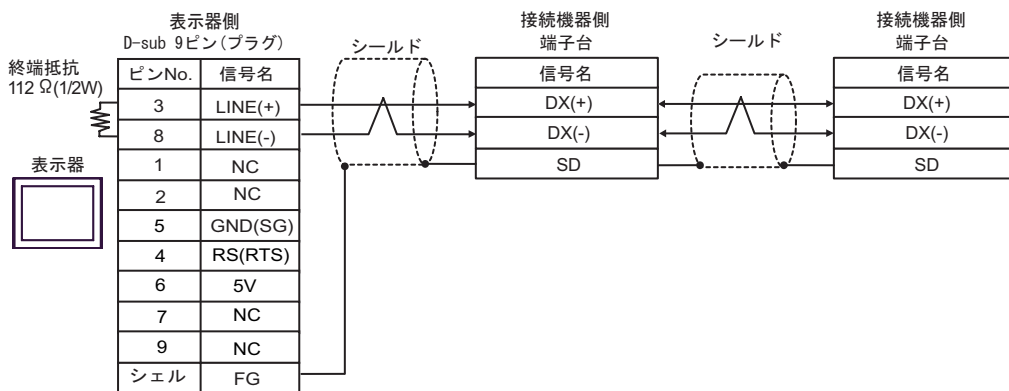 表示器側
D-sub 9ピン(プラグ)
シールド
接続機器側
端子台
シールド
接続機器側
端子台
終端抵抗
112 Ω(1/2W)
ピンNo. 信号名
3 LINE(+)
8 LINE(-)
1 NC
2 NC
5 GND(SG)
4 RS(RTS)
6 5V
7 NC
9 NC
シェル FG
表示器
信号名
DX(+)
DX(-)
SD
信号名
DX(+)
DX(-)
SD